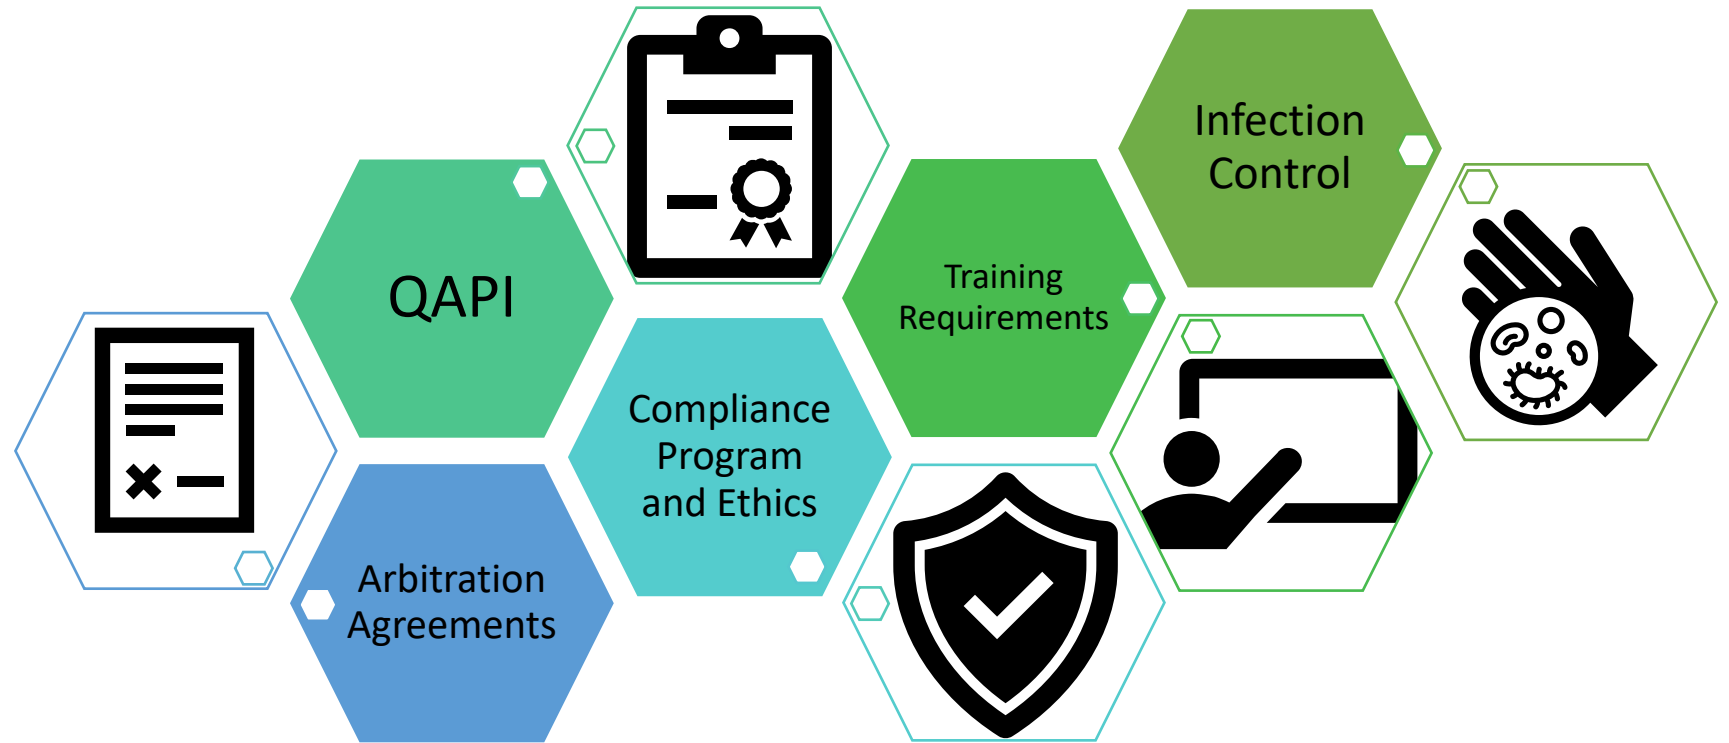 QAPI
Arbitration
Agreements
Compliance
Program
and Ethics
Training
Requirements
Infection
Control